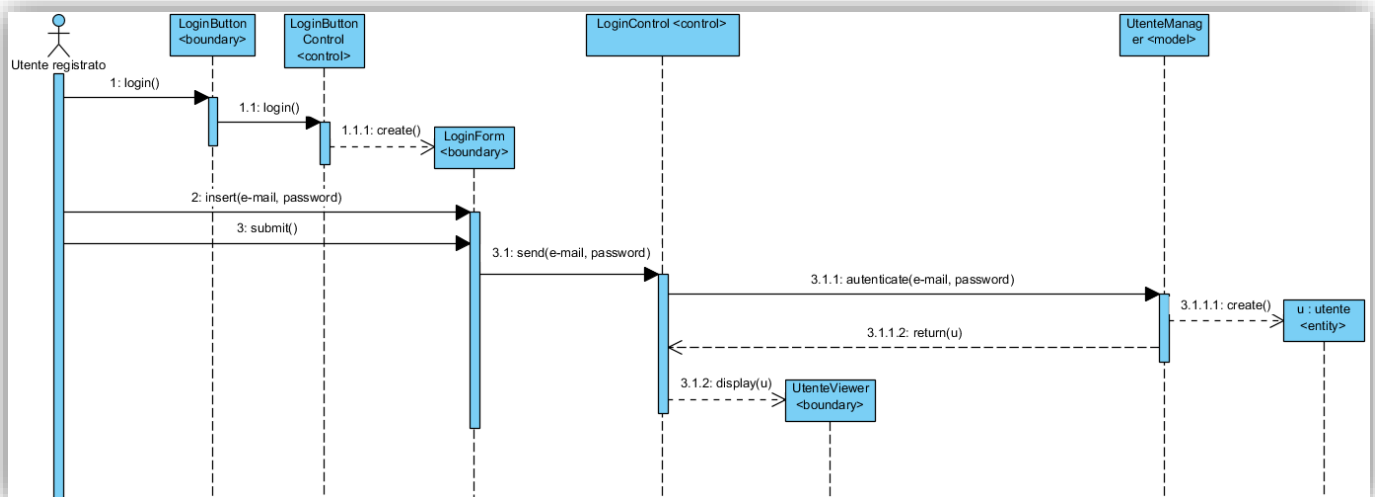 LoginButton
<boundary>
LoginButton
Control
<control>
LoginControl <control>
UtenteManag
er <model>
Utente registrato
1: login()
1.1: login()
1.1.1: create()
LoginForm
<boundary>
2: insert(e-mail, password)
3: submit()
3.1: send(e-mail, password)
3.1.1: autenticate(e-mail, password)
3.1.1.1: create()
u : utente
<entity>
3.1.1.2: return(u)
3.1.2: display(u)
UtenteViewer
<boundary>